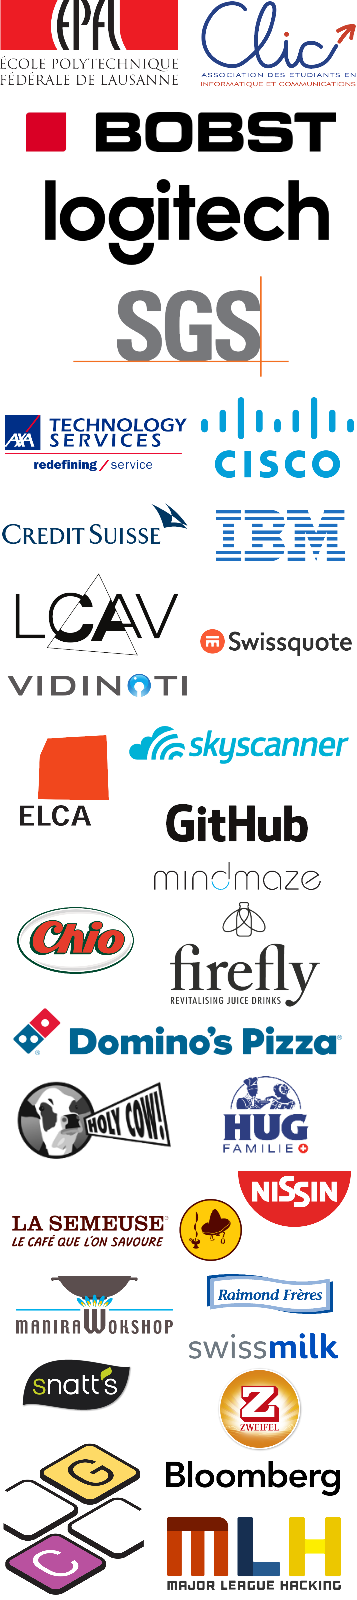 EPFL
ÉCOLE POLYTECHNIQUE
FÉDÉRALE DE LAUSANNE
Clic
ASSOCIATION DES ETUDIANTS EN
INFORMATIQUE ET COMMUNICATIONS
BOBST
logitech
SGS
AXA
TECHNOLOGY
SERVICES
redefining / service
CISCO
CREDIT SUISSE
IBM
LCAV
Swissquote
VIDINOTI
skyscanner
ELCA
GitHub
mindmaze
Chio
firefly
REVITALISING JUICE DRINKS
Domino's Pizza
HOLY COW!
HUG
FAMILIE
NISSIN
LA SEMEUSE
LE CAFÉ QUE L'ON SAVOURE
MANIRA WOKSHOP
Raimond Frères
swissmilk
snatt's
Z
ZWEIFEL
G
C
Bloomberg
MLH
MAJOR LEAGUE HACKING